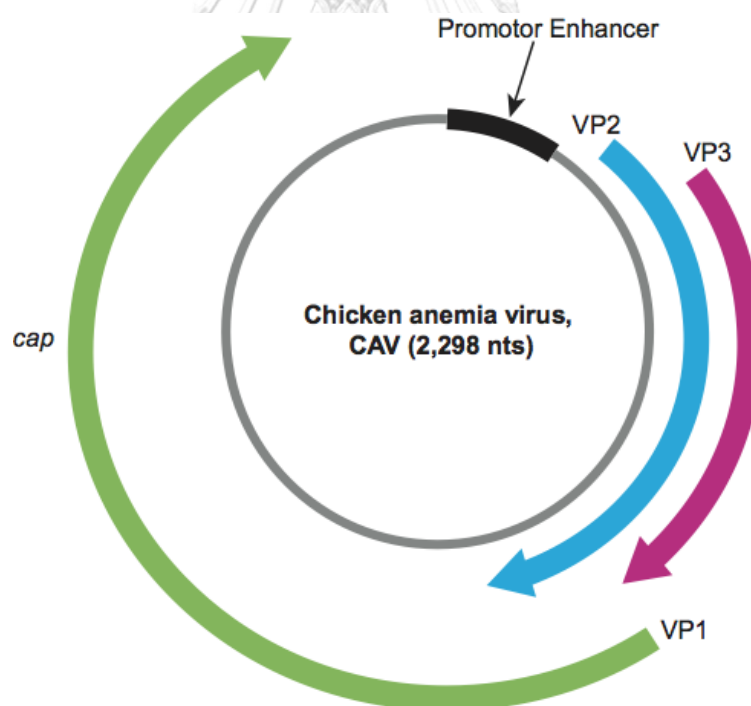 Promotor Enhancer
VP2
VP3
Chicken anemia virus,
CAV (2,298 nts)
cap
VP1